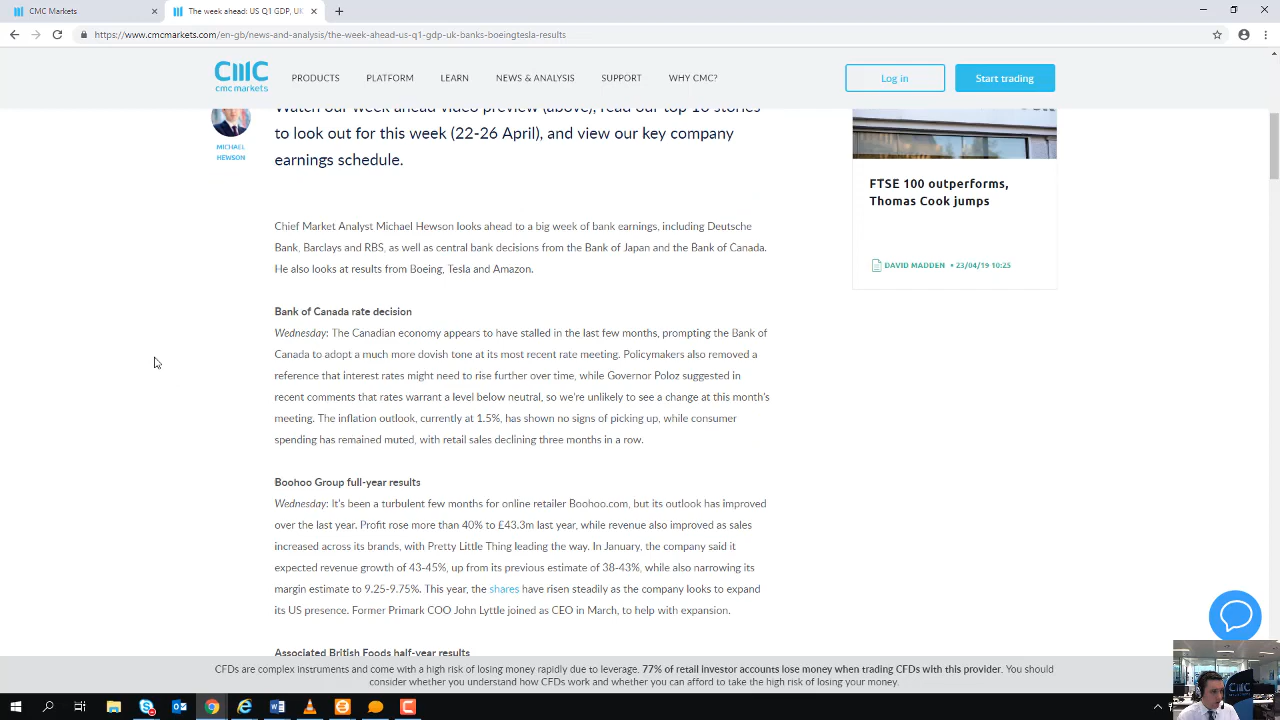 CMC Markets
The week ahead: US Q1 GDP, UK
https://www.cmcmarkets.com/en-gb/news-and-analysis/the-week-ahead-us-q1-gdp-uk-banks-boeingtesla-results
cmc markets
PRODUCTS
PLATFORM
LEARN
NEWS & ANALYSIS
SUPPORT
WHY CMC?
Log in
Start trading
MICHAEL
HEWSON
Watch our week ahead video preview (above), read our top 10 stories
to look out for this week (22-26 April), and view our key company
earnings schedule.
Chief Market Analyst Michael Hewson looks ahead to a big week of bank earnings, including Deutsche
Bank, Barclays and RBS, as well as central bank decisions from the Bank of Japan and the Bank of Canada.
He also looks at results from Boeing, Tesla and Amazon.
Bank of Canada rate decision
Wednesday: The Canadian economy appears to have stalled in the last few months, prompting the Bank of
Canada to adopt a much more dovish tone at its most recent rate meeting. Policymakers also removed a
reference that interest rates might need to rise further over time, while Governor Poloz suggested in
recent comments that rates warrant a level below neutral, so we're unlikely to see a change at this month's
meeting. The inflation outlook, currently at 1.5%, has shown no signs of picking up, while consumer
spending has remained muted, with retail sales declining three months in a row.
Boohoo Group full-year results
Wednesday: It's been a turbulent few months for online retailer Boohoo.com, but its outlook has improved
over the last year. Profit rose more than 40% to £43.3m last year, while revenue also improved as sales
increased across its brands, with Pretty Little Thing leading the way. In January, the company said it
expected revenue growth of 43-45%, up from its previous estimate of 38-43%, while also narrowing its
margin estimate to 9.25-9.75%. This year, the shares have risen steadily as the company looks to expand
its US presence. Former Primark COO John Lyttle joined as CEO in March, to help with expansion.
Associated British Foods half-year results
FTSE 100 outperforms,
Thomas Cook jumps
DAVID MADDEN • 23/04/19 10:25
CFDs are complex instruments and come with a high risk of losing money rapidly due to leverage. 77% of retail investor accounts lose money when trading CFDs with this provider. You should
consider whether you understand how CFDs work and whether you can afford to take the high risk of losing your money.